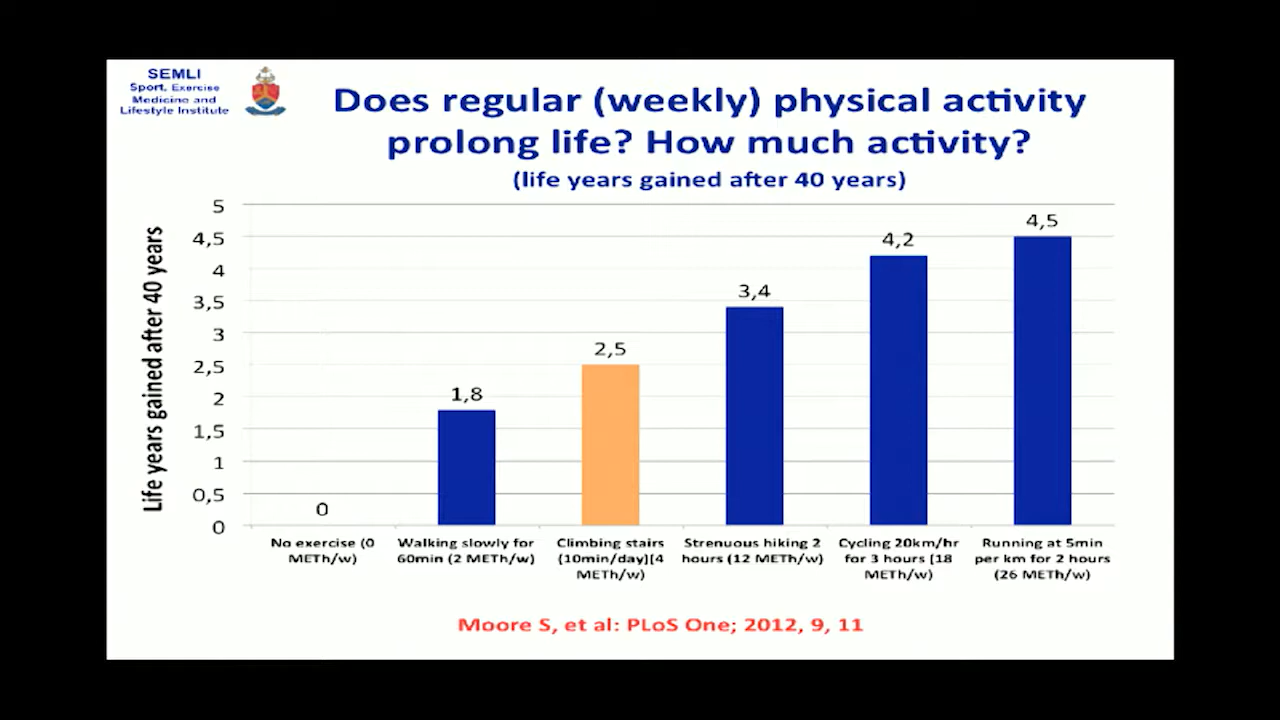 SEMLI
Sport, Exercise
Medicine and
Lifestyle Institute
Does regular (weekly) physical activity
prolong life? How much activity?
(life years gained after 40 years)
Life years gained after 40 years
5
4,5
4
3,5
3
2,5
2
1,5
1
0,5
0
0
1,8
2,5
3,4
4,2
4,5
No exercise (0
METh/w)
Walking slowly for
60min (2 METh/w)
Climbing stairs
(10min/day)(4
METh/w)
Strenuous hiking 2
hours (12 METh/w)
Cycling 20km/hr
for 3 hours (18
METh/w)
Running at 5min
per km for 2 hours
(26 METh/w)
Moore S, et al: PLoS One; 2012, 9, 11